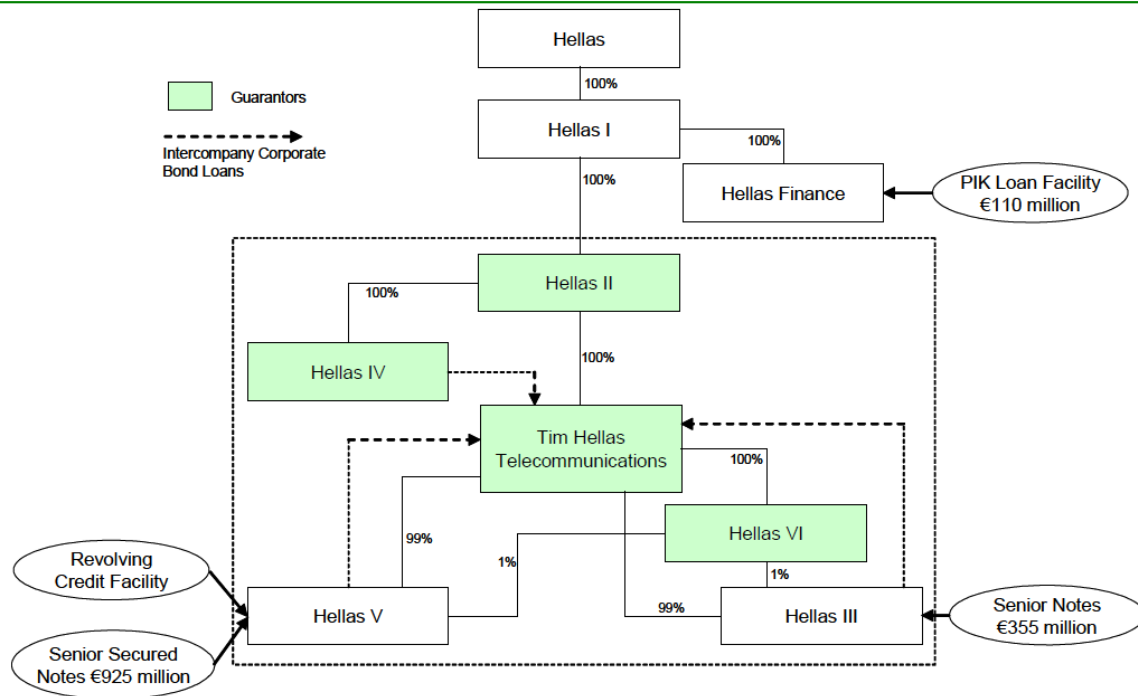 Hellas
100%
Guarantors
Intercompany Corporate
Bond Loans
Hellas I
100%
Hellas Finance
PIK Loan Facility
€110 million
100%
Hellas II
100%
Hellas IV
100%
Tim Hellas
Telecommunications
100%
Hellas VI
99%
1%
1%
99%
Revolving
Credit Facility
Hellas V
Hellas III
Senior Notes
€355 million
Senior Secured
Notes €925 million